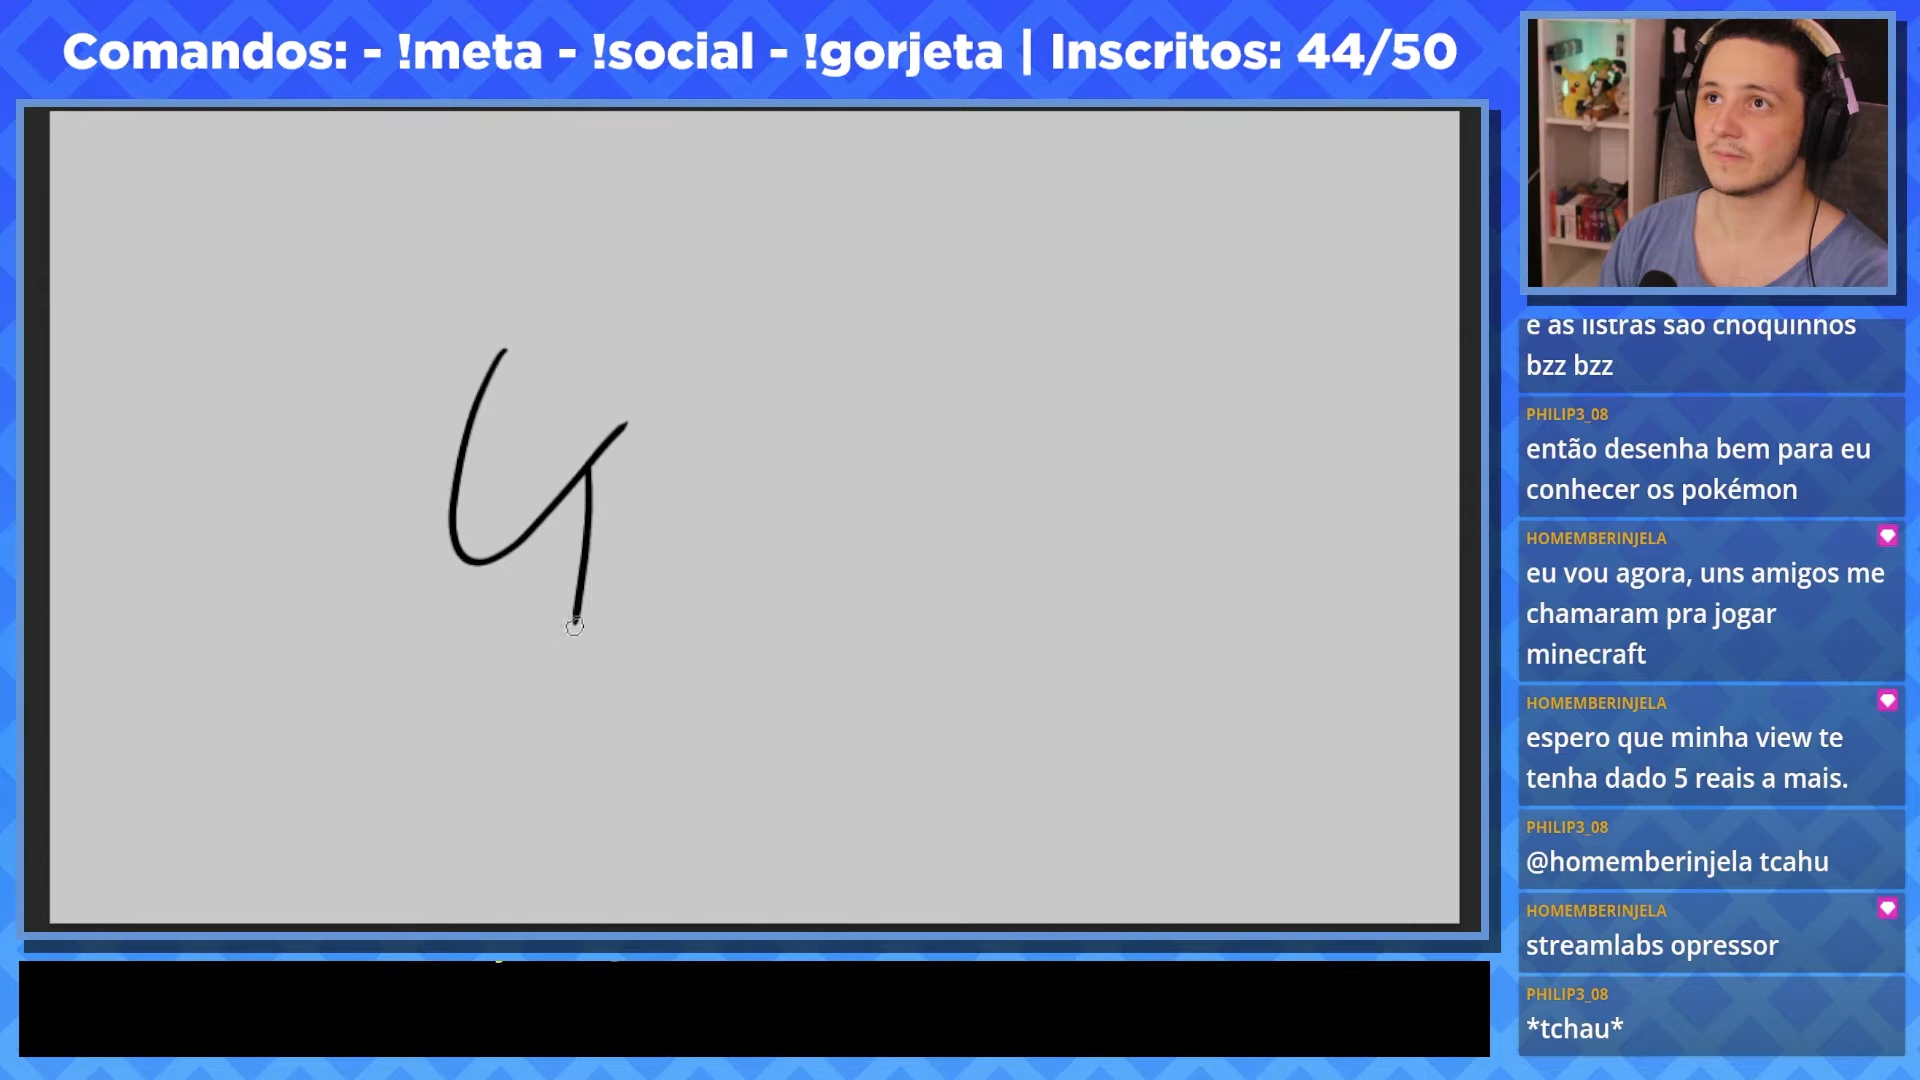 Comandos: - !meta - !social - !gorjeta | Inscritos: 44/50
e as listras são choquinhos
bzz bzz
PHILIP3_08
então desenha bem para eu
conhecer os pokémon
HOMEMBERINJELA
eu vou agora, uns amigos me
chamaram pra jogar
minecraft
HOMEMBERINJELA
espero que minha view te
tenha dado 5 reais a mais.
PHILIP3_08
@homemberinjela tcahu
HOMEMBERINJELA
streamlabs opressor
PHILIP3_08
*tchau*